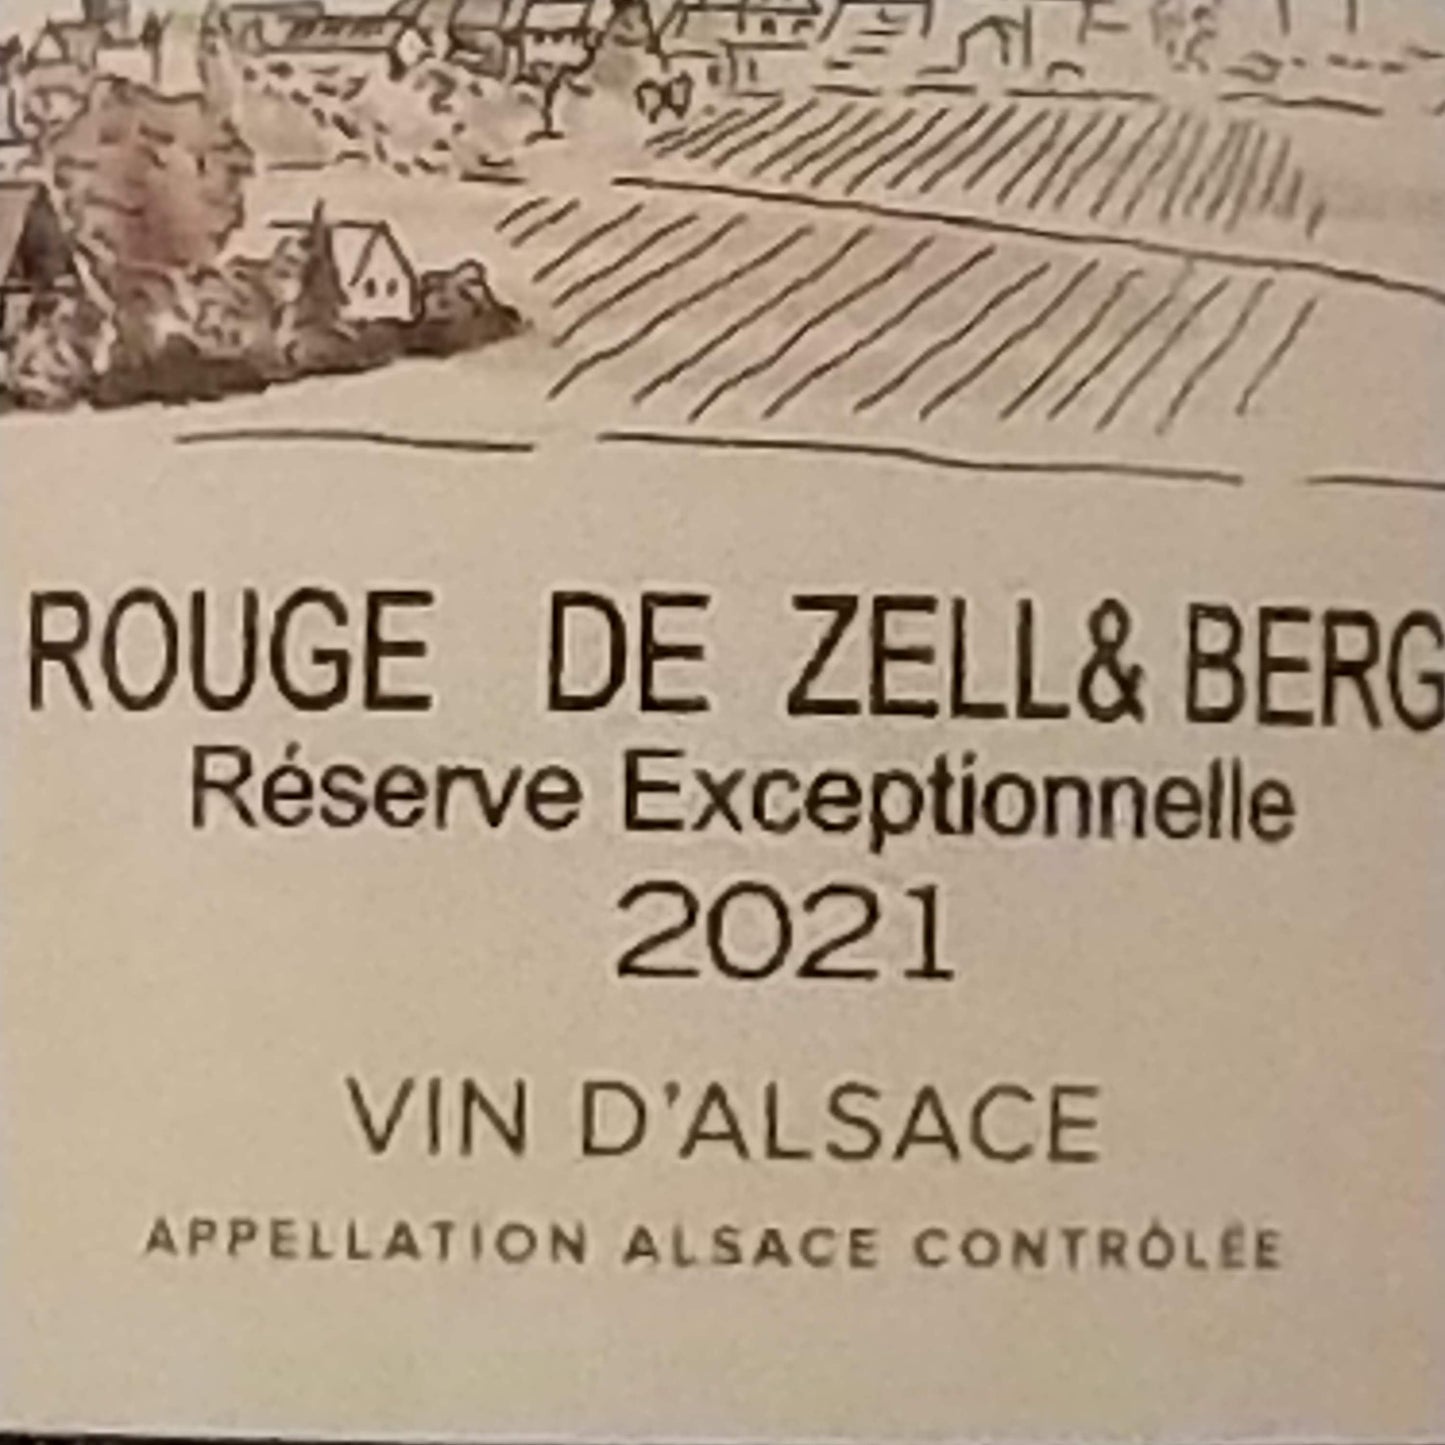 ROUGE DE ZELL& BERG
Réserve Exceptionnelle
2021
VIN D'ALSACE
APPELLATION ALSACE CONTRÔLÉE